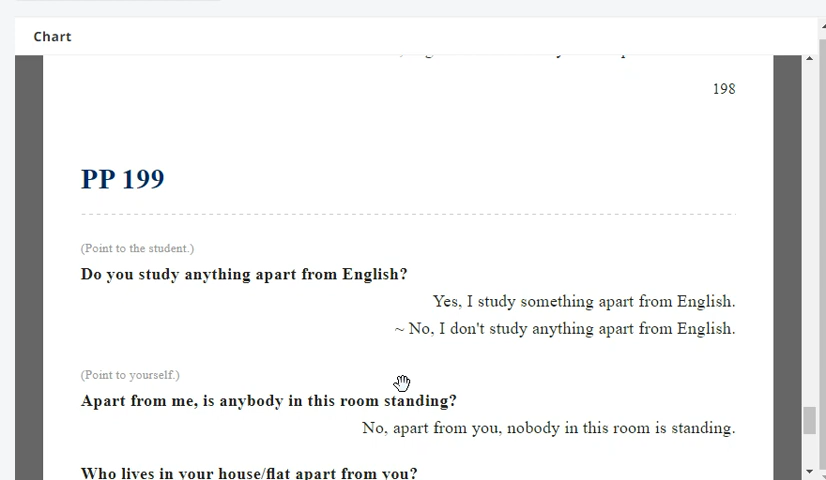 Chart
198
PP 199
(Point to the student.)
Do you study anything apart from English?
Yes, I study something apart from English.
~ No, I don't study anything apart from English.
(Point to yourself.)
Apart from me, is anybody in this room standing?
No, apart from you, nobody in this room is standing.
Who lives in your house/flat apart from you?